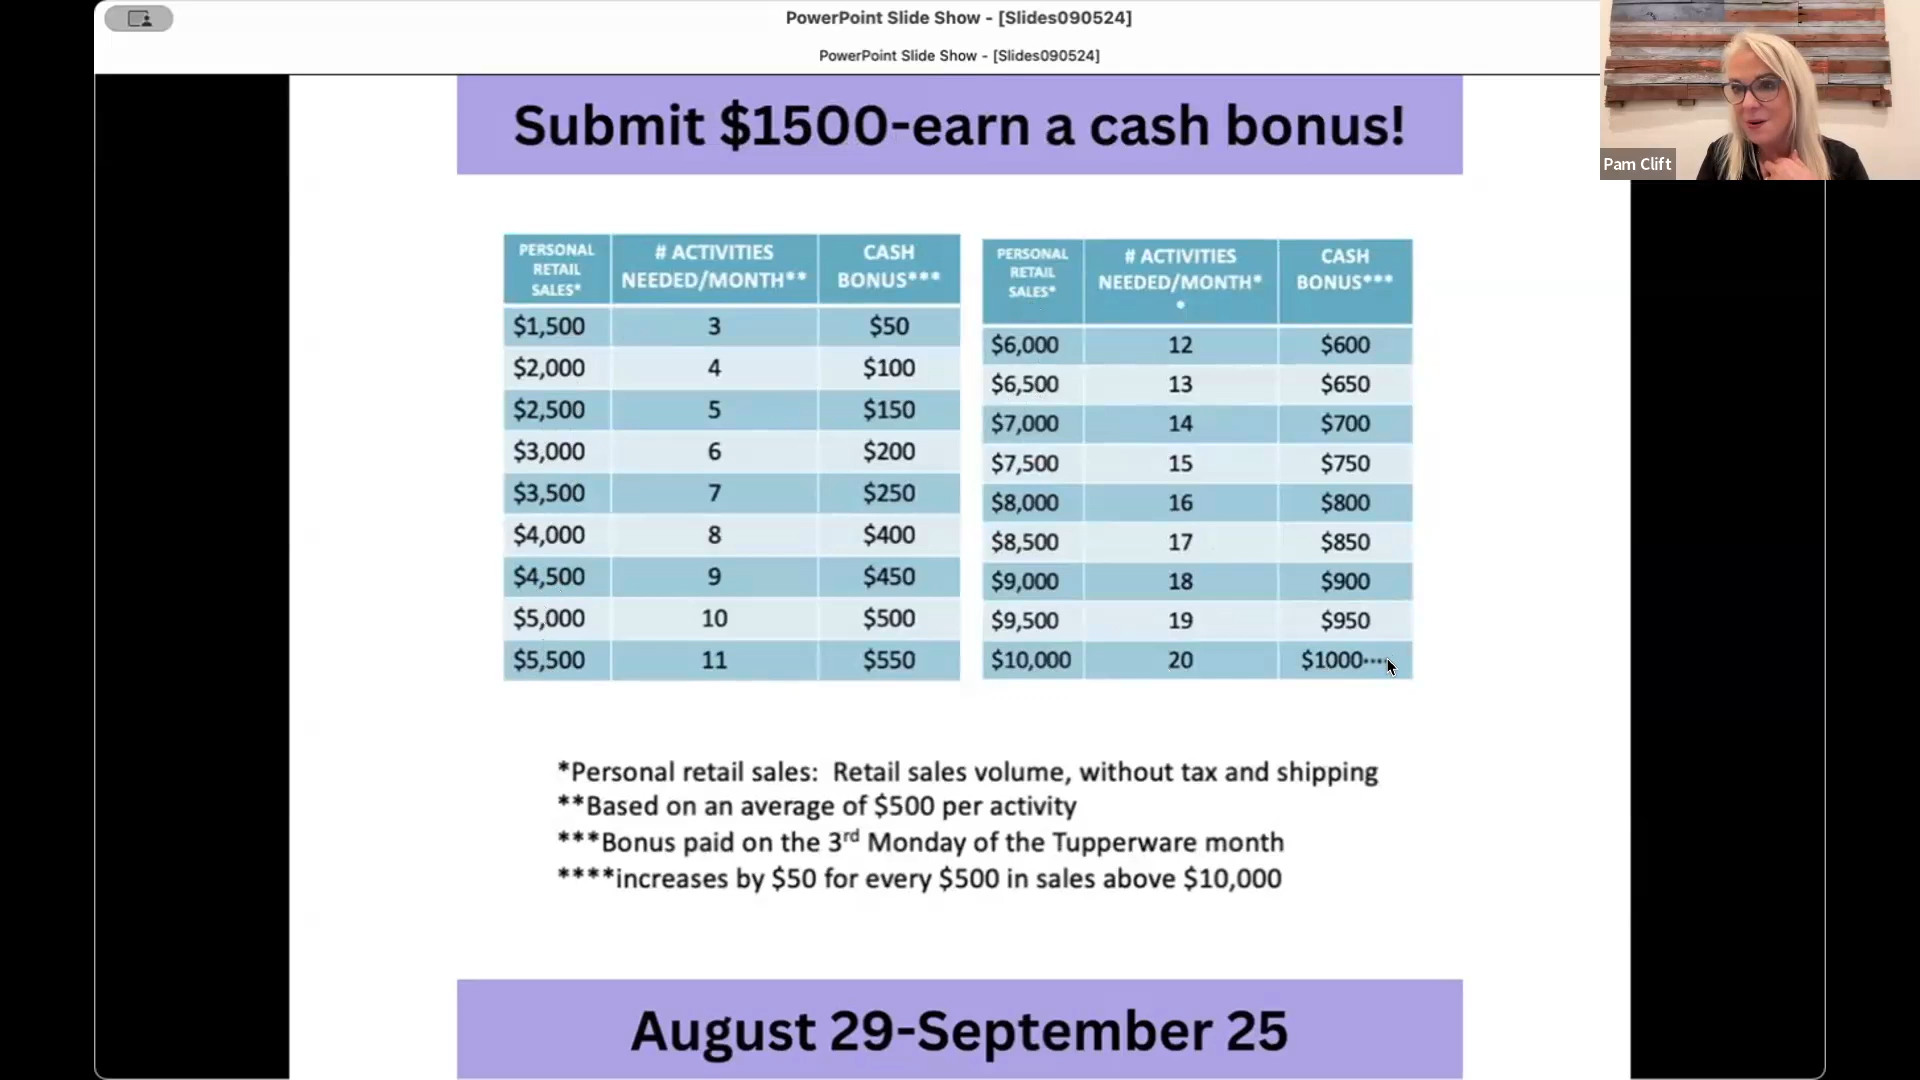 PowerPoint Slide Show - [Slides090524]
PowerPoint Slide Show - [Slides090524]
Pam Clift
Submit $1500-earn a cash bonus!
PERSONAL RETAIL SALES* # ACTIVITIES NEEDED/MONTH** CASH BONUS***
$1,500 3 $50
$2,000 4 $100
$2,500 5 $150
$3,000 6 $200
$3,500 7 $250
$4,000 8 $400
$4,500 9 $450
$5,000 10 $500
$5,500 11 $550
PERSONAL RETAIL SALES* # ACTIVITIES NEEDED/MONTH* * CASH BONUS***
$6,000 12 $600
$6,500 13 $650
$7,000 14 $700
$7,500 15 $750
$8,000 16 $800
$8,500 17 $850
$9,000 18 $900
$9,500 19 $950
$10,000 20 $1000****
*Personal retail sales: Retail sales volume, without tax and shipping
**Based on an average of $500 per activity
***Bonus paid on the 3rd Monday of the Tupperware month
****increases by $50 for every $500 in sales above $10,000
August 29-September 25